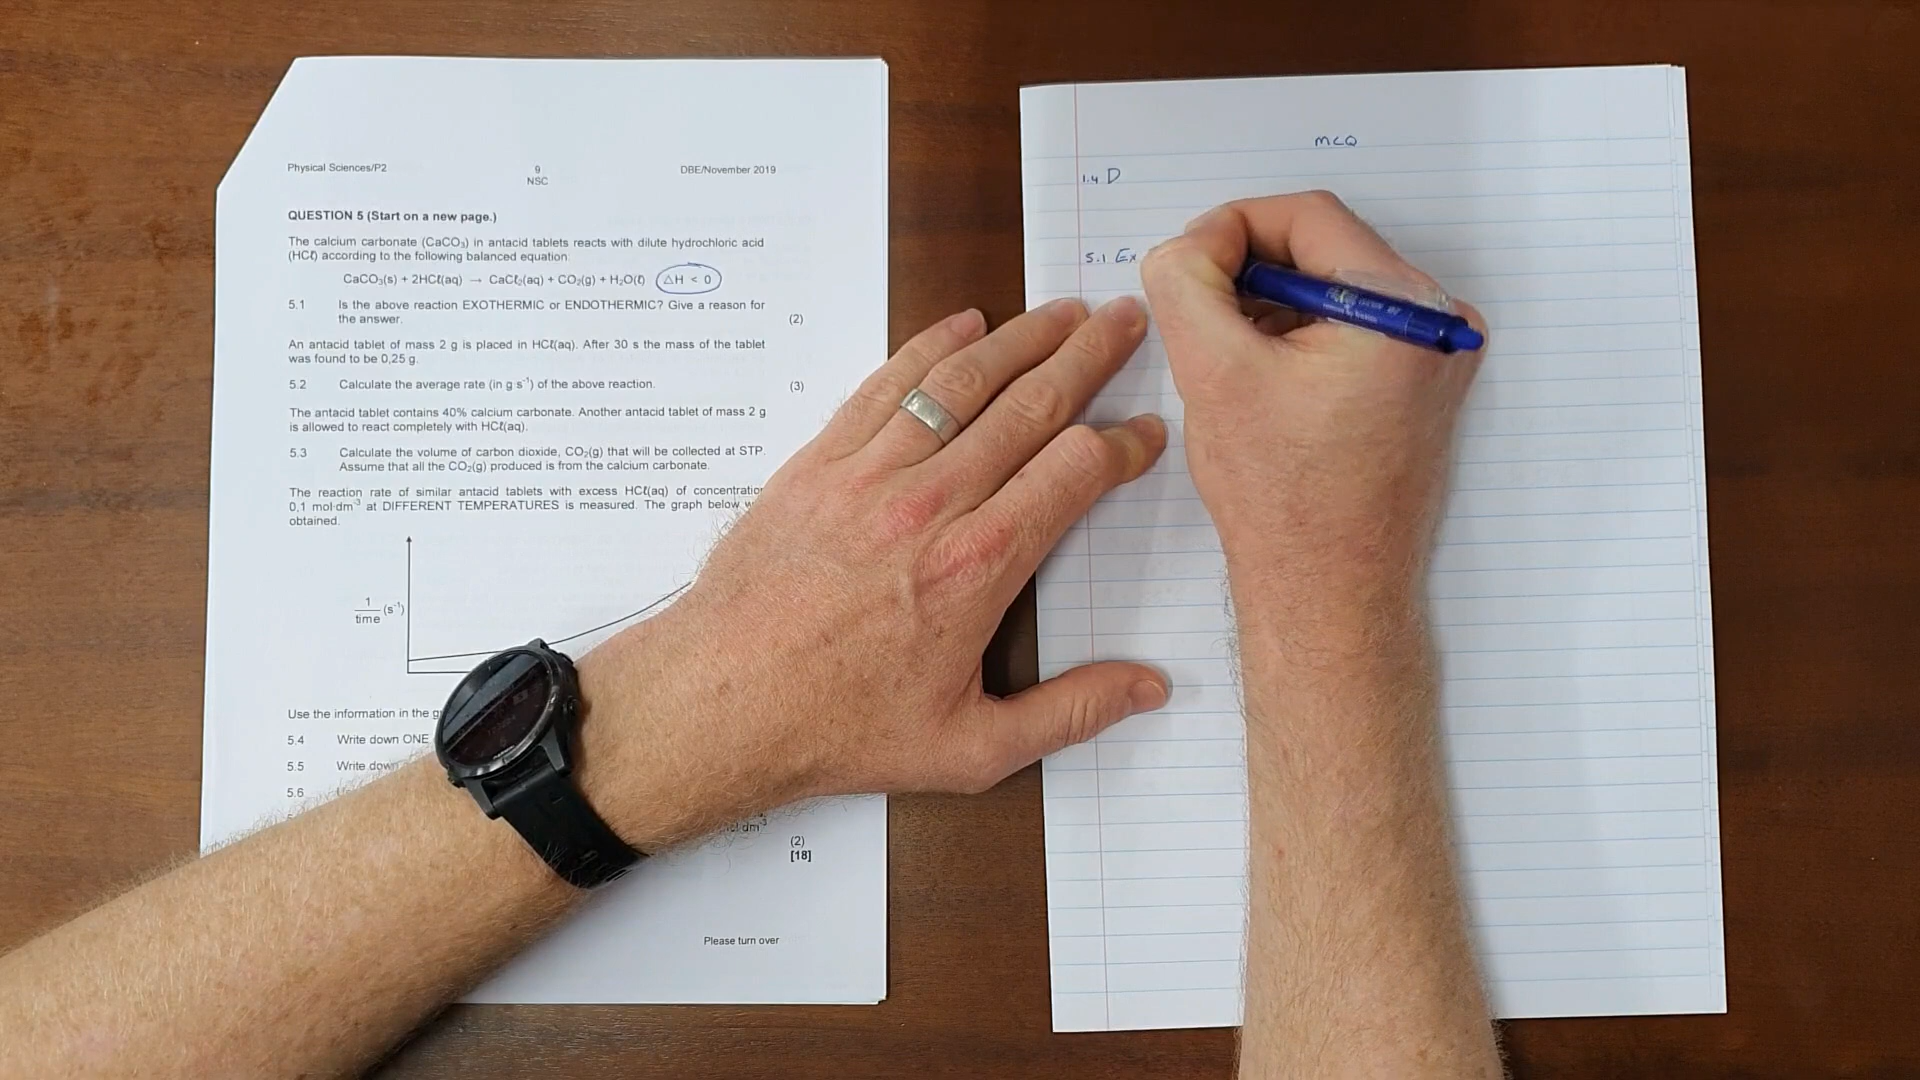 Physical Sciences/P2
9
DBE/November 2019
NSC
QUESTION 5 (Start on a new page.)
The calcium carbonate (CaCO₃) in antacid tablets reacts with dilute hydrochloric acid
(HCℓ) according to the following balanced equation:
CaCO₃(s) + 2HCℓ(aq) → CaCℓ₂(aq) + CO₂(g) + H₂O(ℓ) ΔH < 0
5.1 Is the above reaction EXOTHERMIC or ENDOTHERMIC? Give a reason for
the answer. (2)
An antacid tablet of mass 2 g is placed in HCℓ(aq). After 30 s the mass of the tablet
was found to be 0,25 g.
5.2 Calculate the average rate (in g·s⁻¹) of the above reaction. (3)
The antacid tablet contains 40% calcium carbonate. Another antacid tablet of mass 2 g
is allowed to react completely with HCℓ(aq).
5.3 Calculate the volume of carbon dioxide, CO₂(g) that will be collected at STP.
Assume that all the CO₂(g) produced is from the calcium carbonate.
The reaction rate of similar antacid tablets with excess HCℓ(aq) of
0,1 mol·dm⁻³ at DIFFERENT TEMPERATURES is measured. The graph below
obtained.
1
time (s⁻¹)
Use the information in the
5.4 Write down ONE
5.5 Write down
5.6
dm⁻³
(2)
[18]
Please turn over
MCQ
1.4 D
5.1 Ex